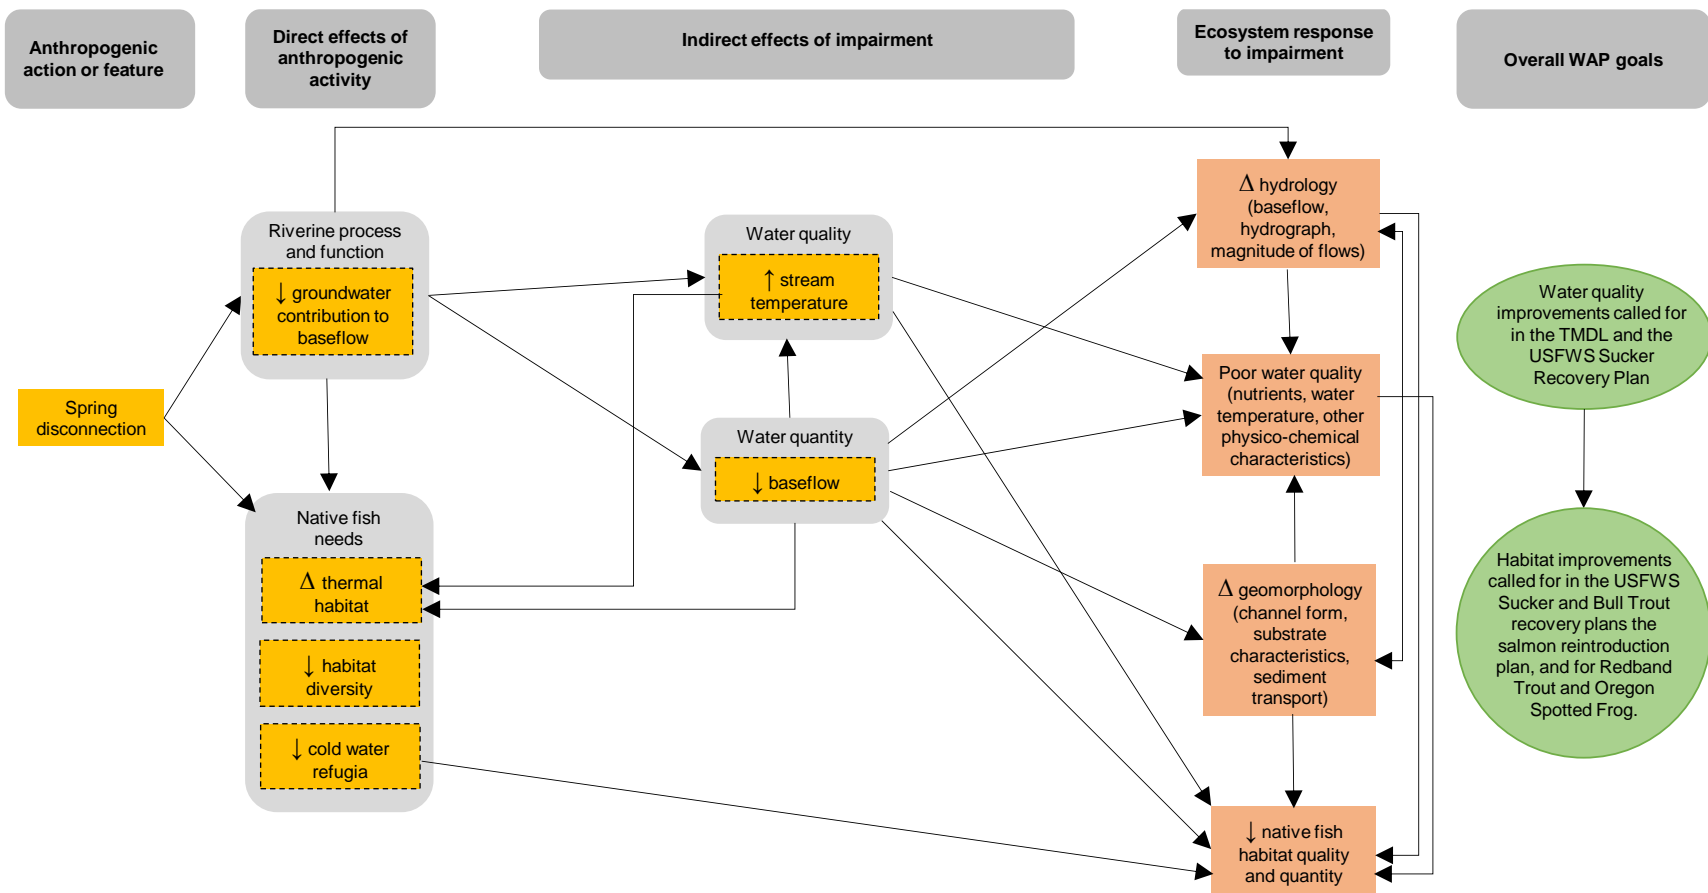 Anthropogenic
action or feature
Direct effects of
anthropogenic
activity
Indirect effects of impairment
Ecosystem response
to impairment
Overall WAP goals
Spring
disconnection
Riverine process
and function
↓ groundwater
contribution to
baseflow
Native fish
needs
Δ thermal
habitat
↓ habitat
diversity
↓ cold water
refugia
Water quality
↑ stream
temperature
Water quantity
↓ baseflow
Δ hydrology
(baseflow,
hydrograph,
magnitude of flows)
Poor water quality
(nutrients, water
temperature, other
physico-chemical
characteristics)
Δ geomorphology
(channel form,
substrate
characteristics,
sediment
transport)
↓ native fish
habitat quality
and quantity
Water quality
improvements called for
in the TMDL and the
USFWS Sucker
Recovery Plan
Habitat improvements
called for in the USFWS
Sucker and Bull Trout
recovery plans the
salmon reintroduction
plan, and for Redband
Trout and Oregon
Spotted Frog.